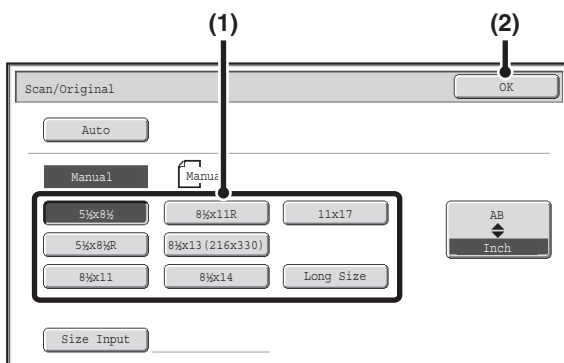 (1) (2)
Scan/Original OK
Auto
Manual Manua
5½x8½ 8½x11R 11x17 AB
5½x8½R 8½x13(216x330) Inch
8½x11 8½x14 Long Size
Size Input